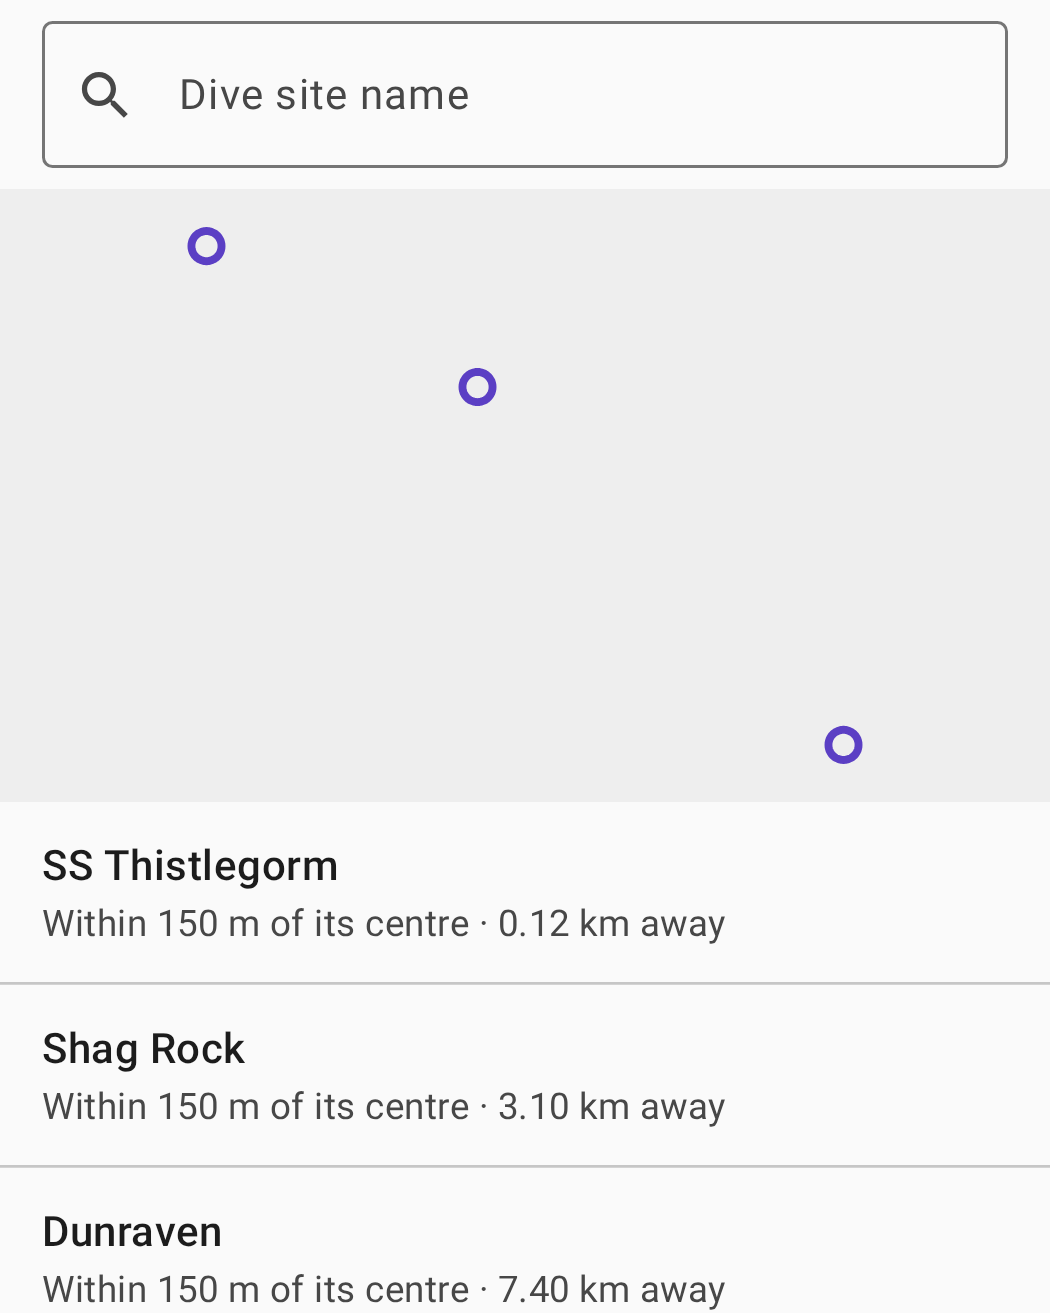 Dive site name
SS Thistlegorm
Within 150 m of its centre · 0.12 km away
Shag Rock
Within 150 m of its centre · 3.10 km away
Dunraven
Within 150 m of its centre · 7.40 km away